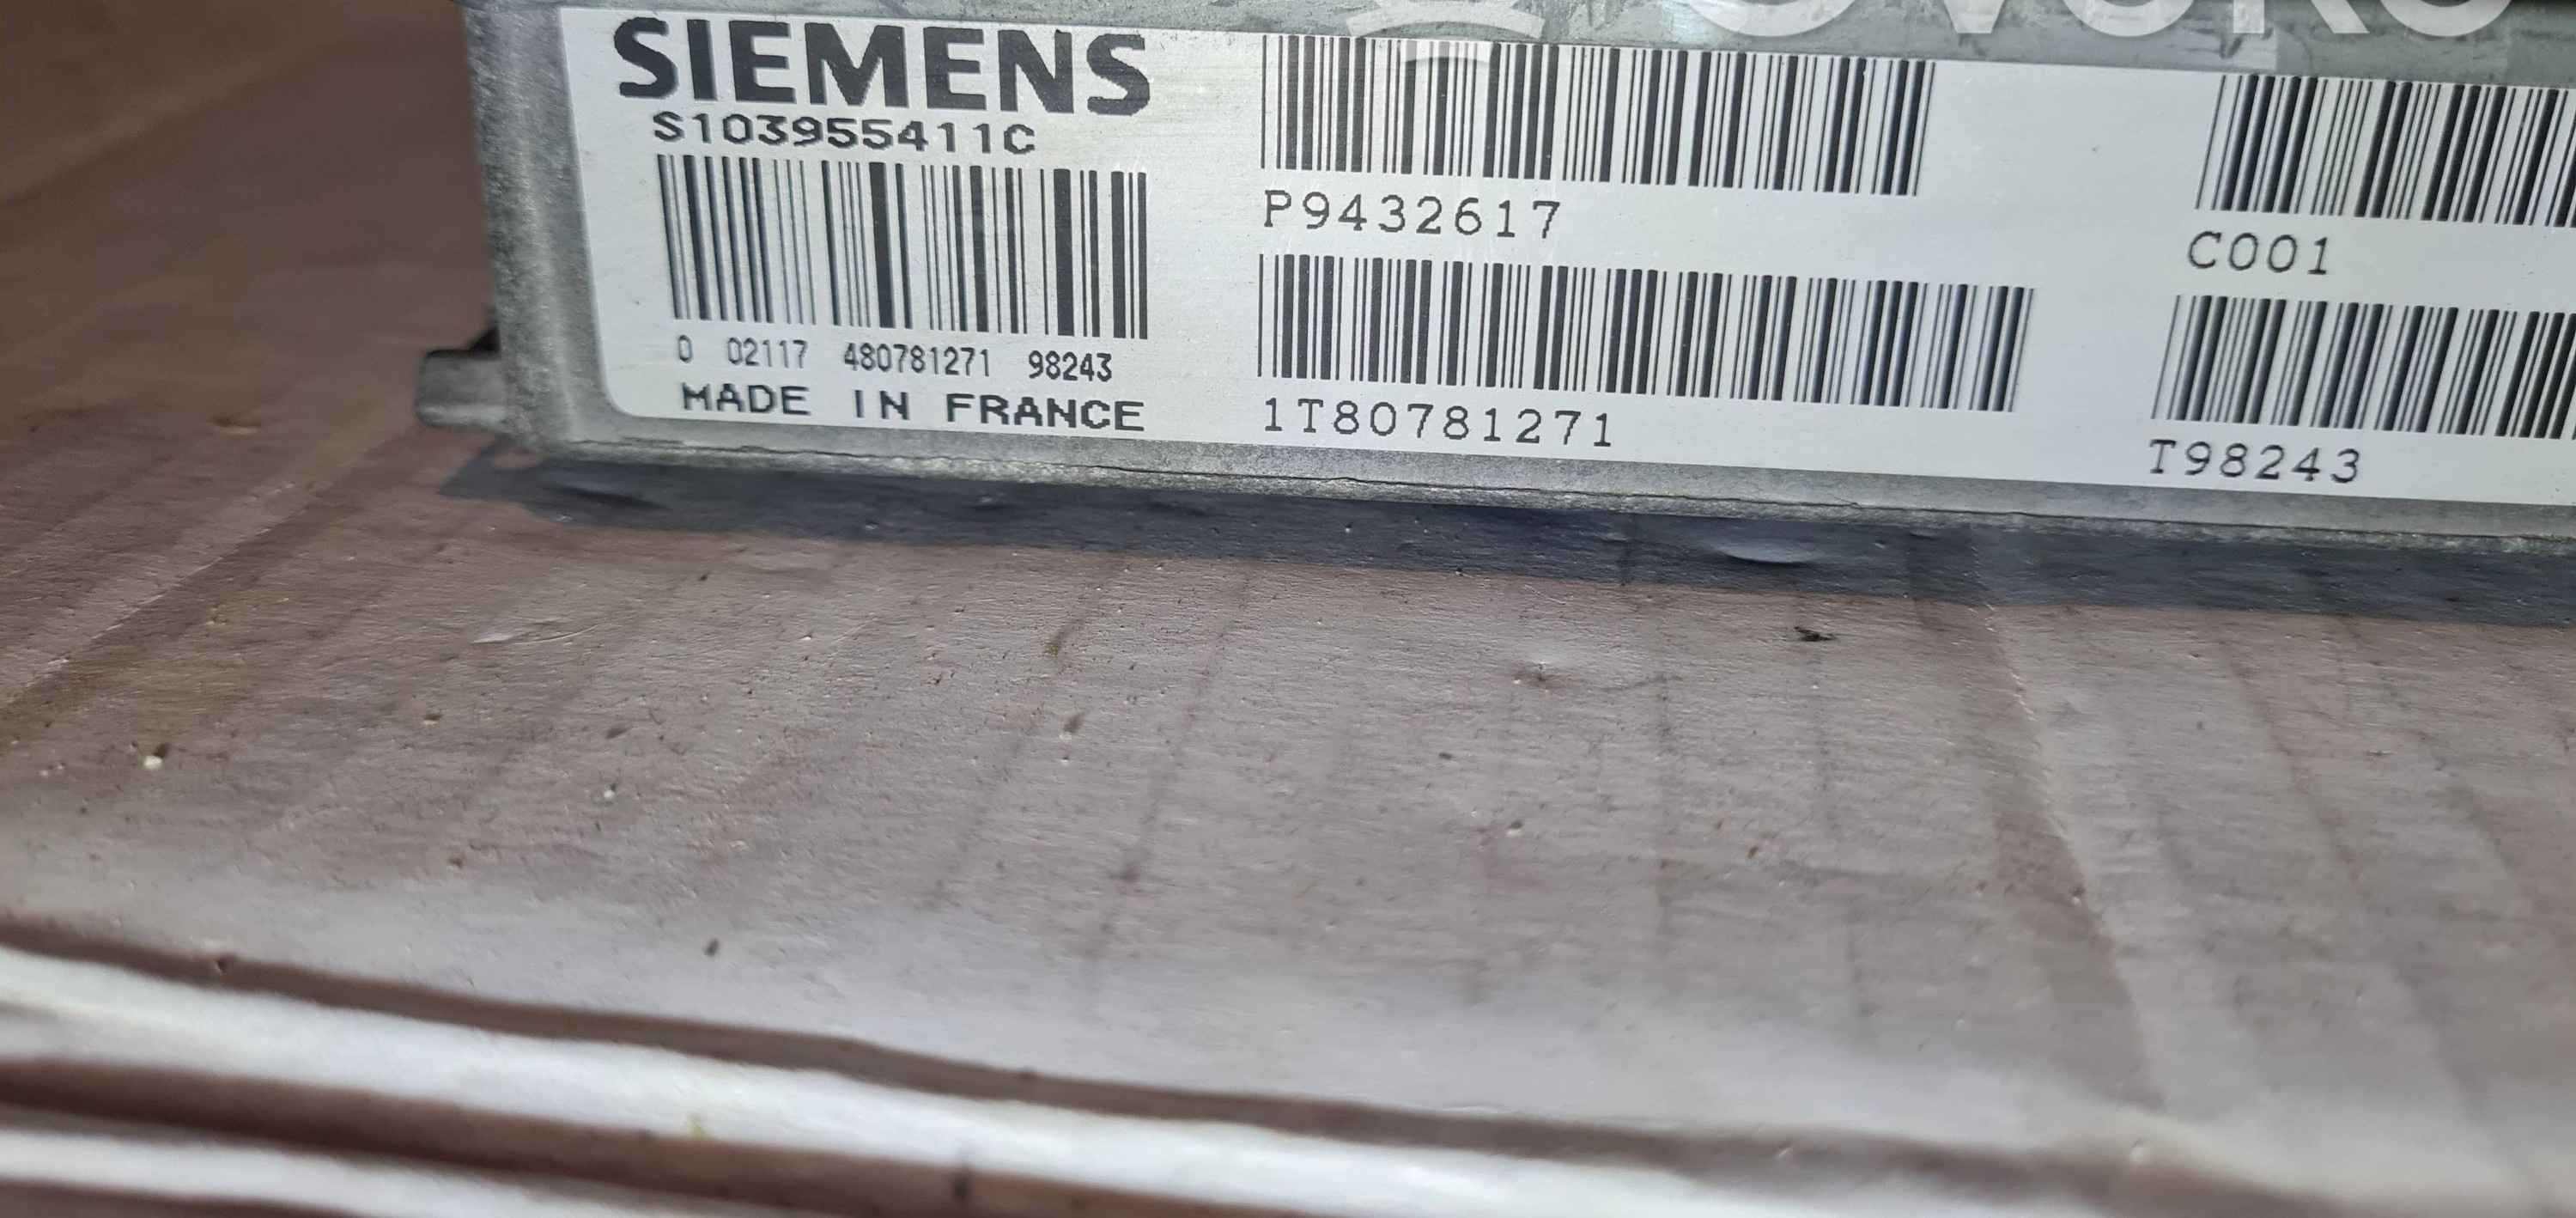 SIEMENS
S103955411C
0 02117 480781271 98243
MADE IN FRANCE
P9432617
1T80781271
C001
T98243